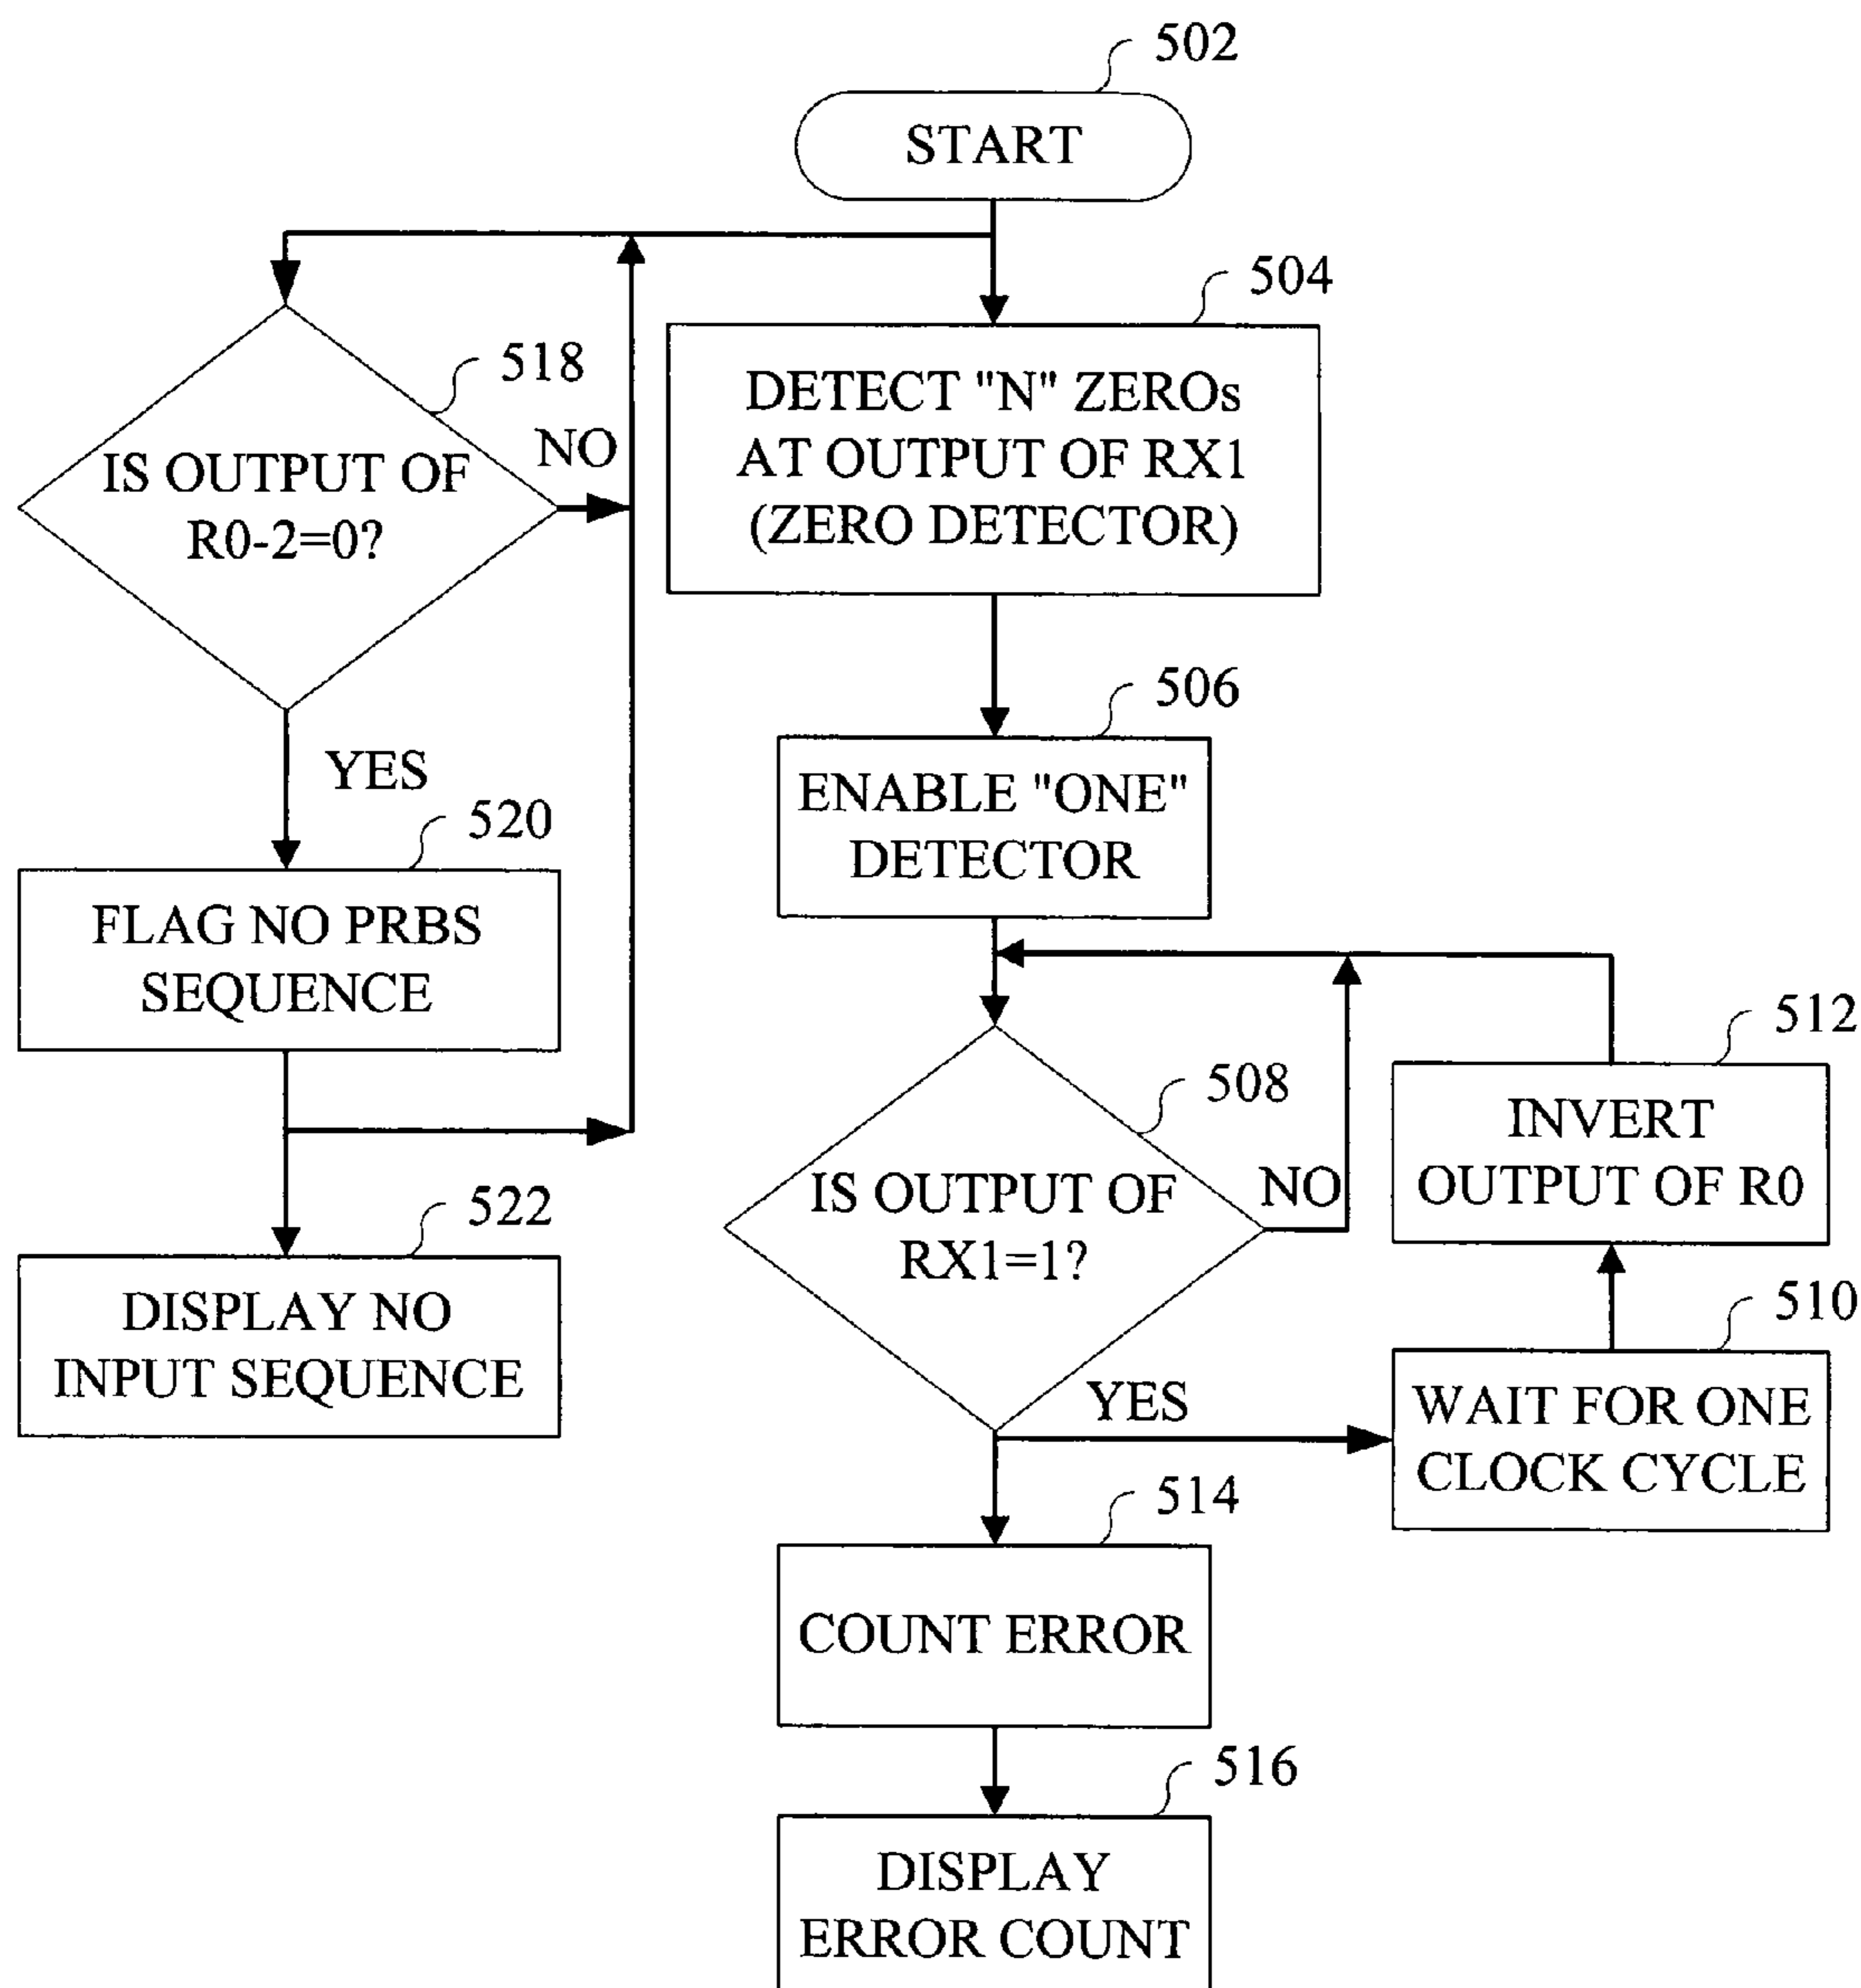 502
START
504
DETECT "N" ZEROs
AT OUTPUT OF RX1
(ZERO DETECTOR)
518
IS OUTPUT OF
R0-2=0?
NO
YES
506
ENABLE "ONE"
DETECTOR
520
FLAG NO PRBS
SEQUENCE
522
DISPLAY NO
INPUT SEQUENCE
508
IS OUTPUT OF
RX1=1?
NO
YES
512
INVERT
OUTPUT OF R0
510
WAIT FOR ONE
CLOCK CYCLE
514
COUNT ERROR
516
DISPLAY
ERROR COUNT